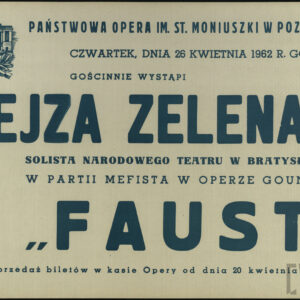 PAŃSTWOWA OPERA IM. ST. MONIUSZKI W POZ
CZWARTEK, DNIA 26 KWIETNIA 1962 R. GO
GOŚCINNIE WYSTĄPI
EJZA ZELENA
SOLISTA NARODOWEGO TEATRU W BRATYS
W PARTII MEFISTA W OPERZE GOUN
„FAUST
przedaż biletów w kasie Opery od dnia 20 kwietnia